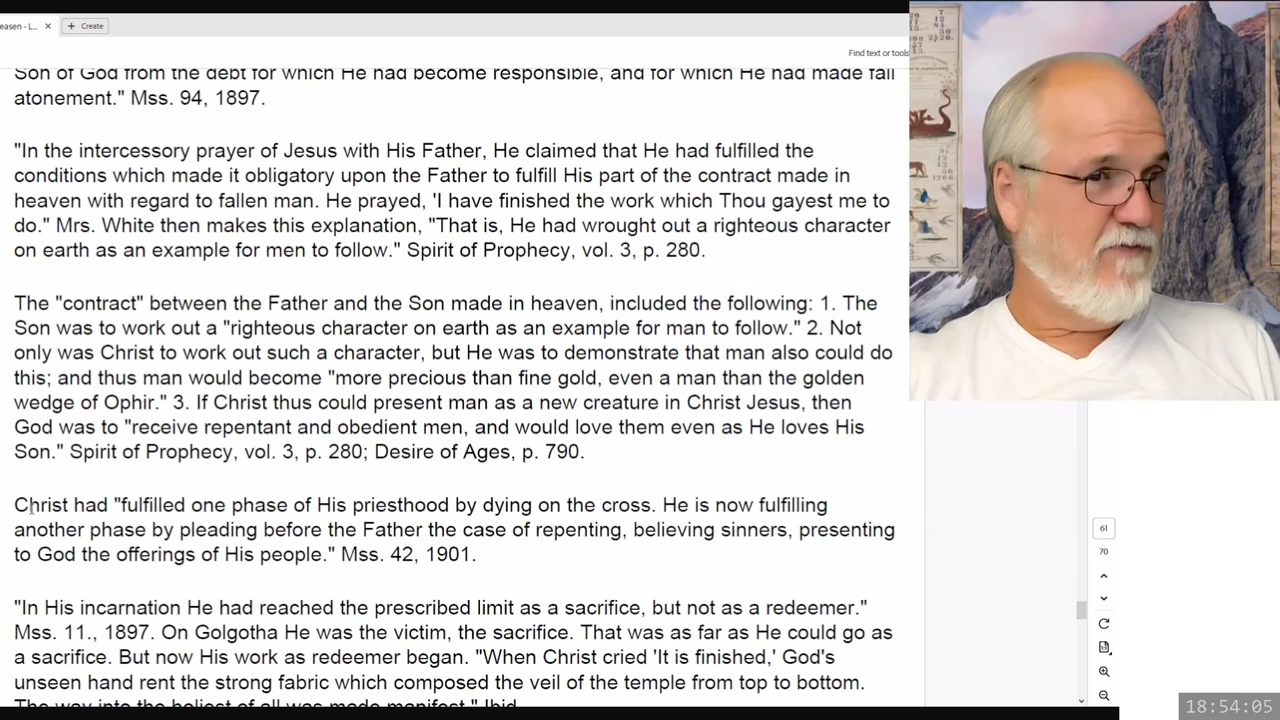 easen - L...
Create
Find text or tools
Son of God from the debt for which He had become responsible, and for which He had made fall
atonement." Mss. 94, 1897.
"In the intercessory prayer of Jesus with His Father, He claimed that He had fulfilled the
conditions which made it obligatory upon the Father to fulfill His part of the contract made in
heaven with regard to fallen man. He prayed, 'I have finished the work which Thou gayest me to
do." Mrs. White then makes this explanation, "That is, He had wrought out a righteous character
on earth as an example for men to follow." Spirit of Prophecy, vol. 3, p. 280.
The "contract" between the Father and the Son made in heaven, included the following: 1. The
Son was to work out a "righteous character on earth as an example for man to follow." 2. Not
only was Christ to work out such a character, but He was to demonstrate that man also could do
this; and thus man would become "more precious than fine gold, even a man than the golden
wedge of Ophir." 3. If Christ thus could present man as a new creature in Christ Jesus, then
God was to "receive repentant and obedient men, and would love them even as He loves His
Son." Spirit of Prophecy, vol. 3, p. 280; Desire of Ages, p. 790.
Christ had "fulfilled one phase of His priesthood by dying on the cross. He is now fulfilling
another phase by pleading before the Father the case of repenting, believing sinners, presenting
to God the offerings of His people." Mss. 42, 1901.
"In His incarnation He had reached the prescribed limit as a sacrifice, but not as a redeemer."
Mss. 11., 1897. On Golgotha He was the victim, the sacrifice. That was as far as He could go as
a sacrifice. But now His work as redeemer began. "When Christ cried 'It is finished,' God's
unseen hand rent the strong fabric which composed the veil of the temple from top to bottom.
The way into the holiest of all was made manifest." Ibid
61
70
18:54:05